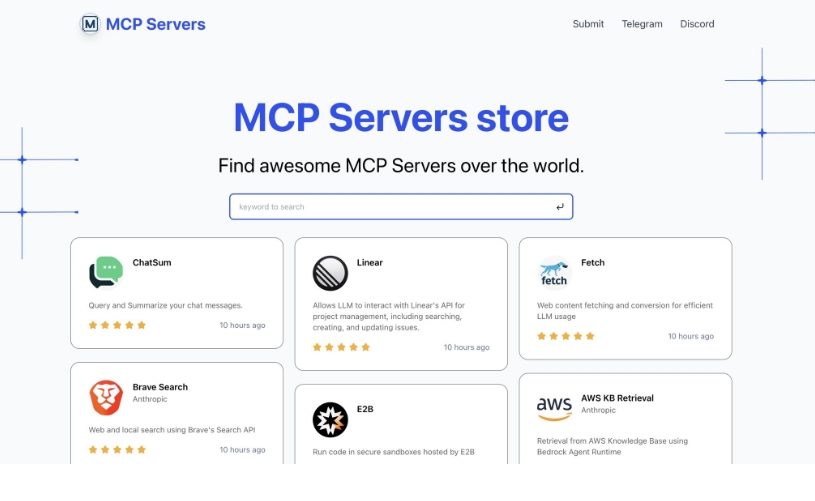 M MCP Servers
Submit Telegram Discord
MCP Servers store
Find awesome MCP Servers over the world.
keyword to search
ChatSum
Query and Summarize your chat messages.
10 hours ago
Linear
Allows LLM to interact with Linear's API for
project management, including searching,
creating, and updating issues.
10 hours ago
fetch
Fetch
Web content fetching and conversion for efficient
LLM usage
10 hours ago
Brave Search
Anthropic
Web and local search using Brave's Search API
10 hours ago
E2B
Run code in secure sandboxes hosted by E2B
aws
AWS KB Retrieval
Anthropic
Retrieval from AWS Knowledge Base using
Bedrock Agent Runtime